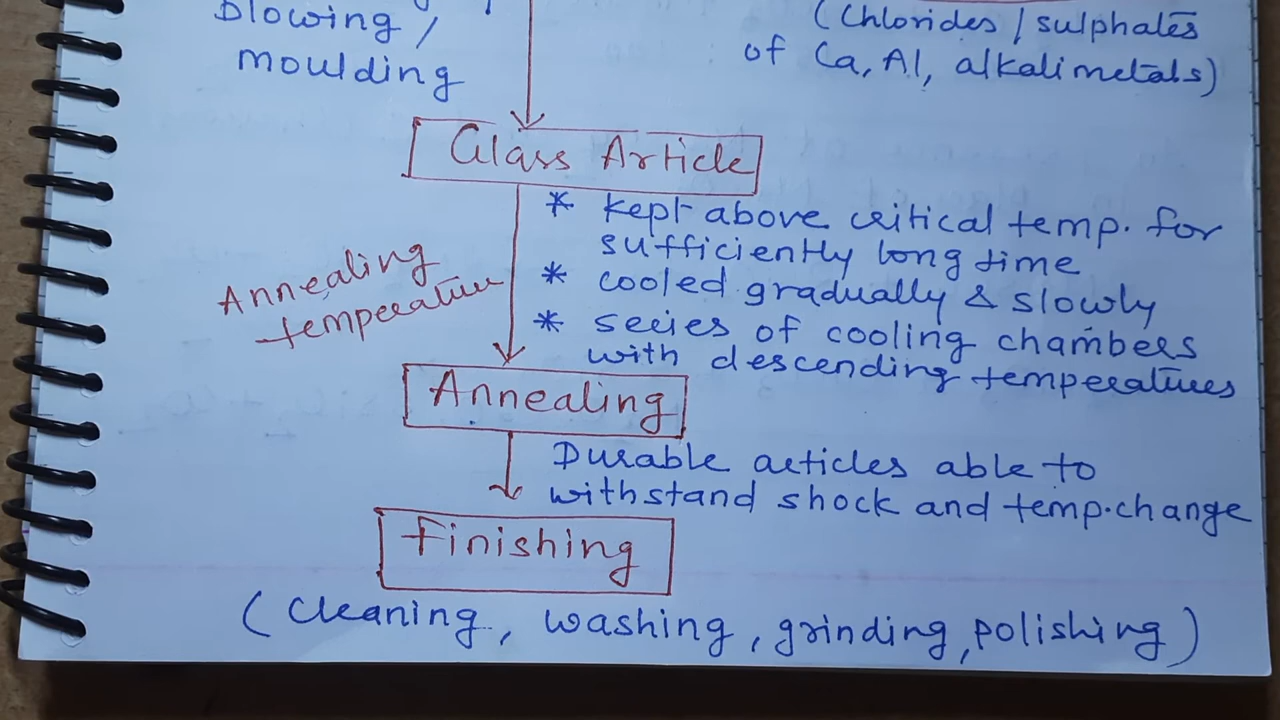 blowing /
moulding
(Chlorides / sulphates
of Ca, Al, alkali metals)
Glass Article
* kept above critical temp. for
sufficiently long time
* cooled gradually & slowly
* series of cooling chambers
with descending temperatures
Annealing
temperature
Annealing
Durable articles able to
withstand shock and temp. change
Finishing
(Cleaning, washing, grinding, polishing)